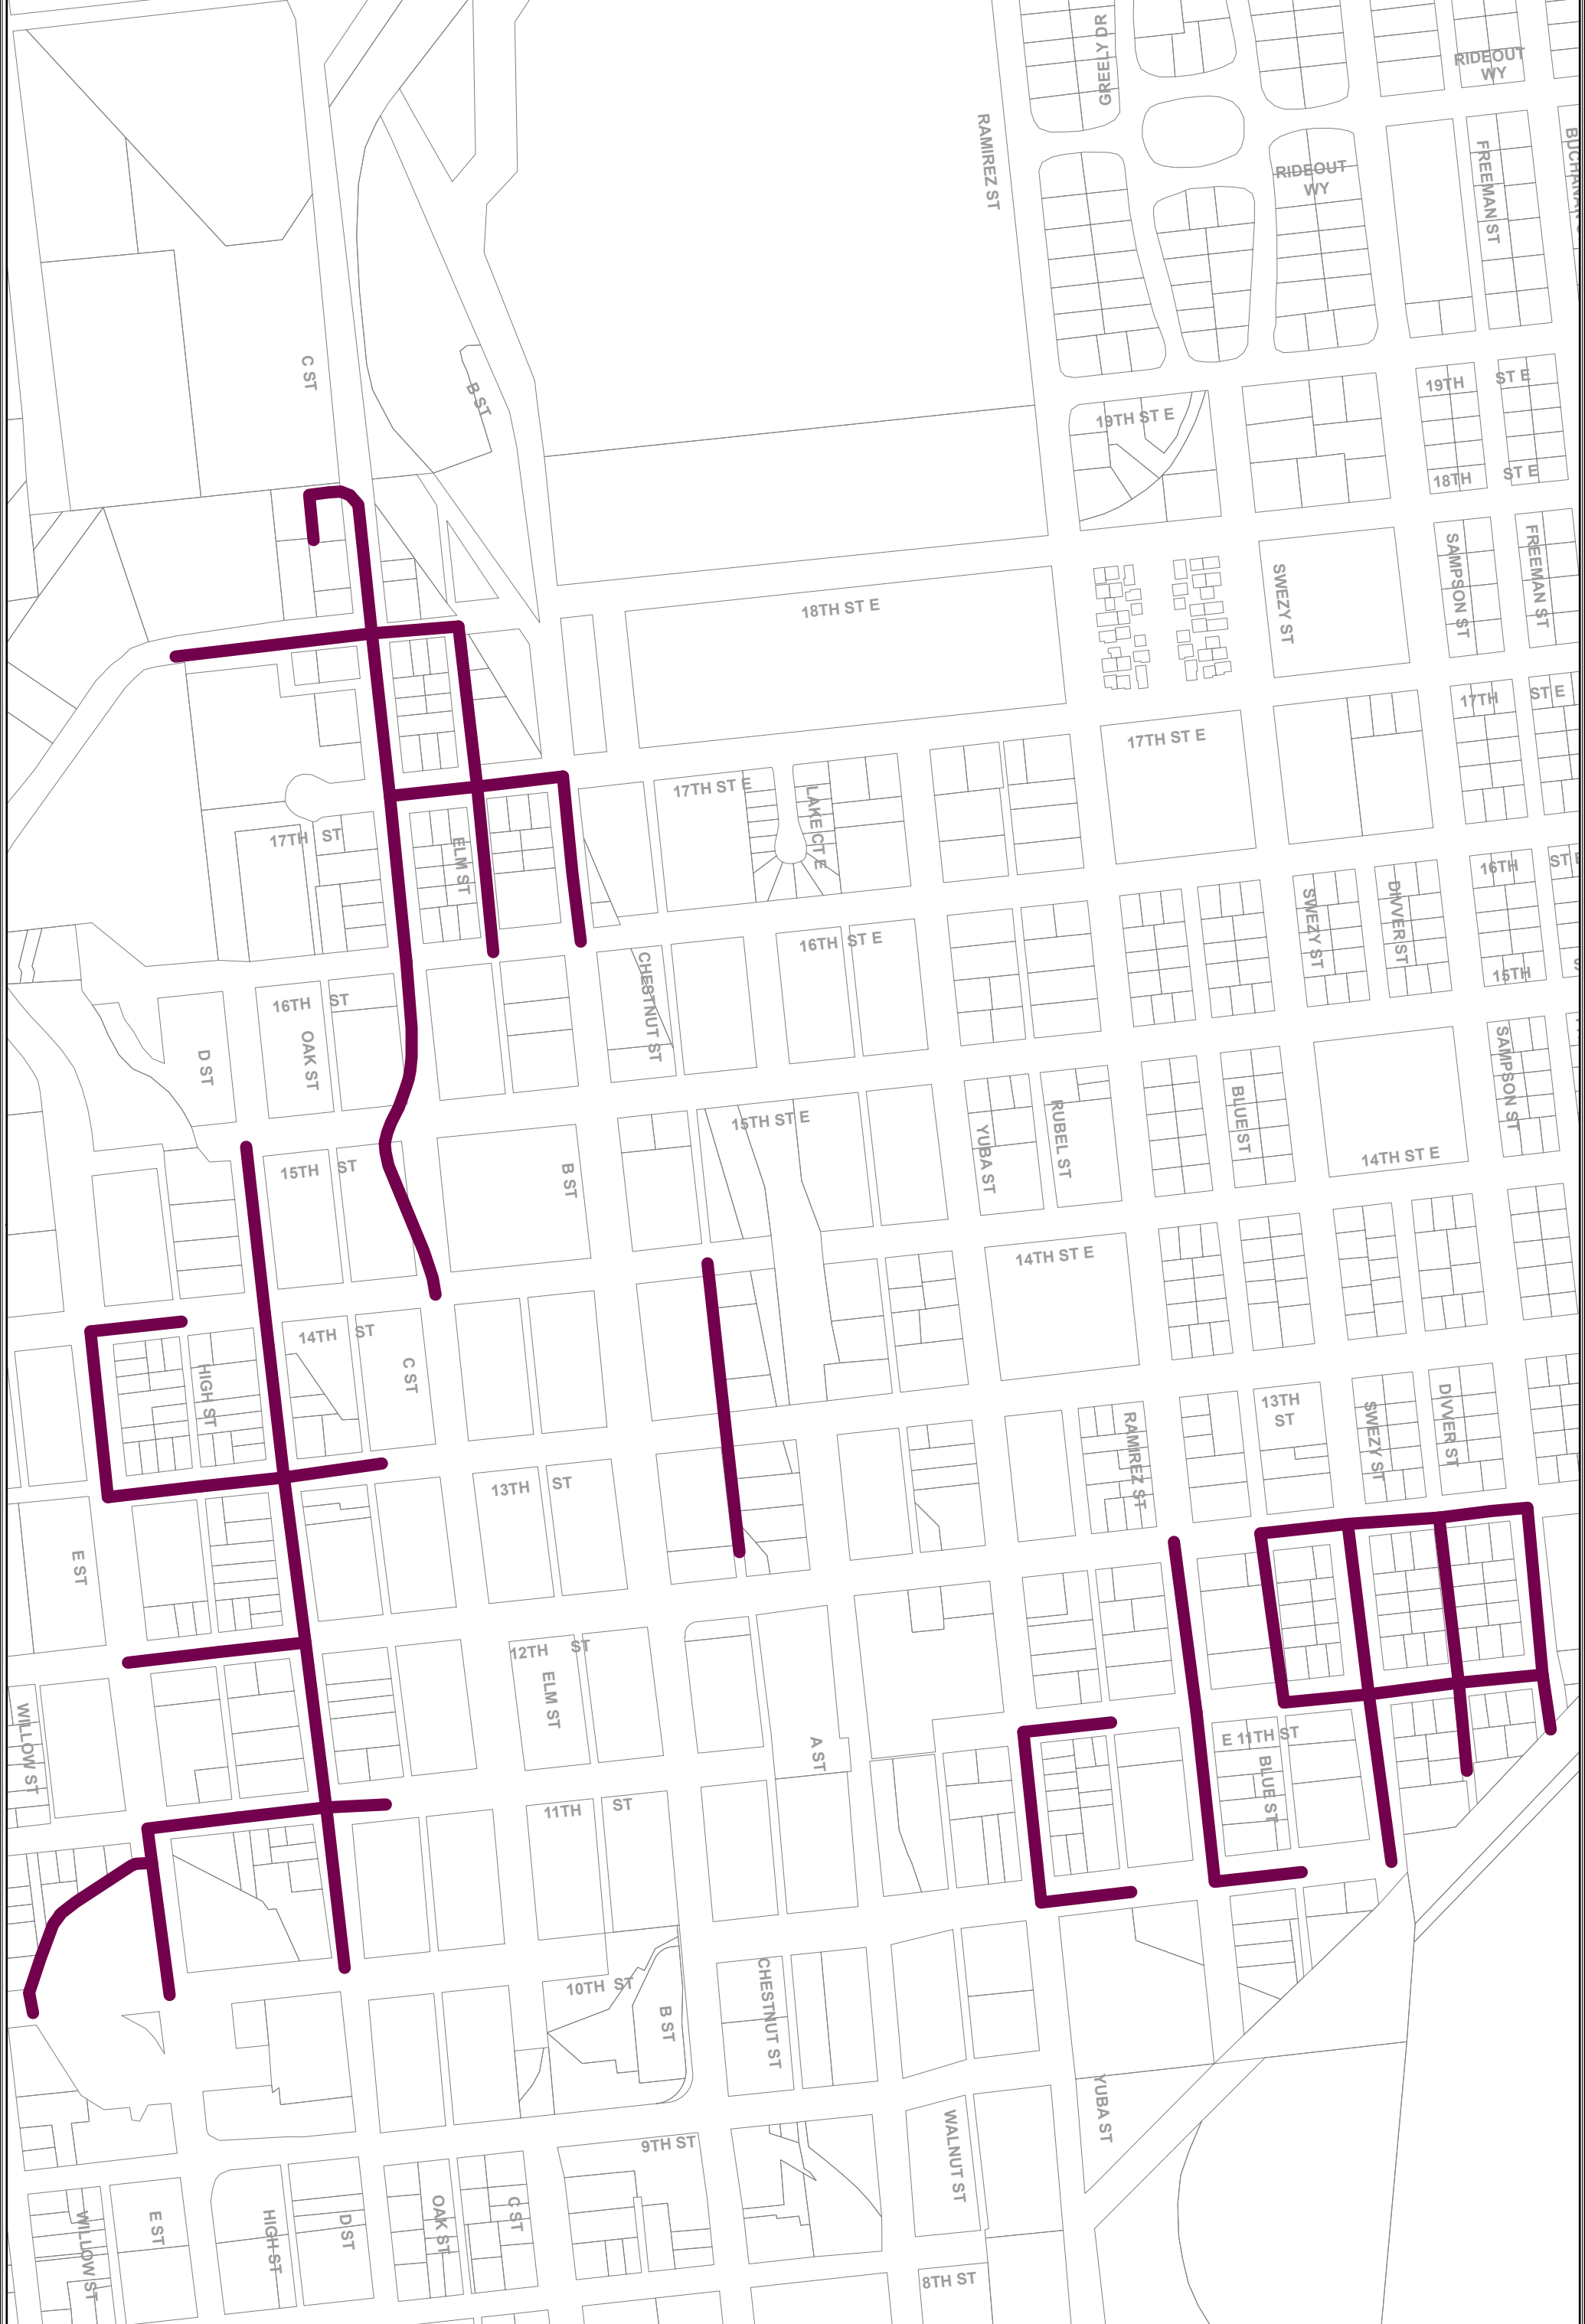 GREELY DR
RIDEOUT
WY
RAMIREZ ST
RIDEOUT
WY
FREEMAN ST
C ST
B ST
19TH ST E
19TH ST E
18TH ST E
SAMPSON ST
FREEMAN ST
SWEZY ST
18TH ST E
17TH ST E
17TH ST E
17TH ST E
LAKE CT E
17TH ST
ELM ST
16TH ST E
SWEZY ST
DIVVER ST
16TH ST E
15TH
CHESTNUT ST
16TH ST
OAK ST
D ST
SAMPSON ST
15TH ST E
YUBA ST
RUBEL ST
BLUE ST
14TH ST E
15TH ST
B ST
14TH ST E
14TH ST
C ST
HIGH ST
13TH
ST
SWEZY ST
DIVVER ST
RAMIREZ ST
13TH ST
E ST
12TH ST
ELM ST
WILLOW ST
A ST
E 11TH ST
BLUE ST
11TH ST
10TH ST
B ST
CHESTNUT ST
YUBA ST
WALNUT ST
9TH ST
WILLOW ST
E ST
HIGH ST
D ST
OAK ST
C ST
8TH ST